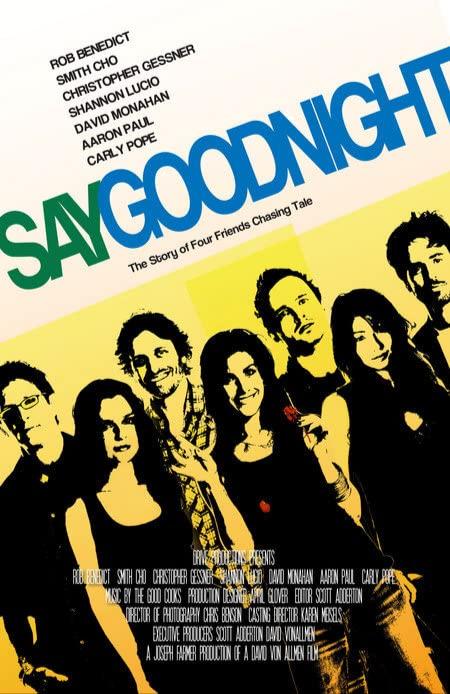 ROB BENEDICT
SMITH CHO
CHRISTOPHER GESSNER
SHANNON LUCIO
DAVID MONAHAN
AARON PAUL
CARLY POPE
SAYGOODNIGHT
The Story of Four Friends Chasing Tale
DRIVE PRODUCTIONS PRESENTS
ROB BENEDICT SMITH CHO CHRISTOPHER GESSNER SHANNON LUCIO DAVID MONAHAN AARON PAUL CARLY POPE
MUSIC BY THE GOOD COOKS PRODUCTION DESIGNER APRIL GLOVER EDITOR SCOTT ADDERTON
DIRECTOR OF PHOTOGRAPHY CHRIS BENSON CASTING DIRECTOR KAREN MEISELS
EXECUTIVE PRODUCERS SCOTT ADDERTON DAVID VONALLMEN
A JOSEPH FARMER PRODUCTION OF A DAVID VON ALLMEN FILM